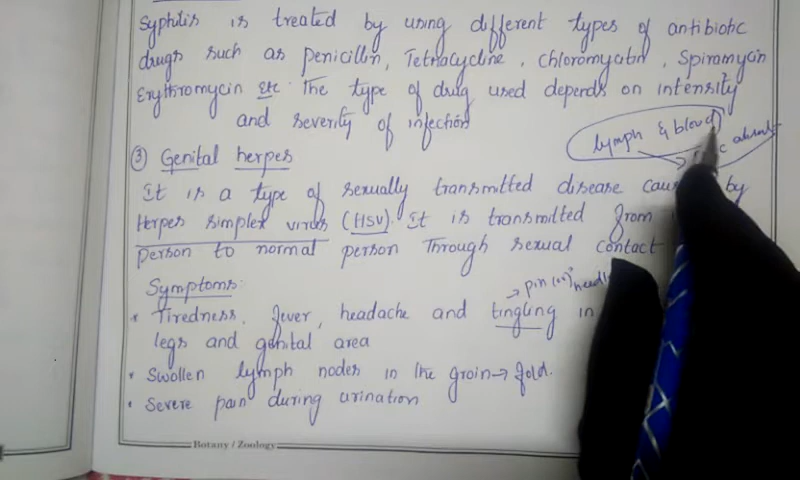 Syphilis is treated by using different types of antibiotic
drugs such as penicillin, Tetracycline, Chloromycetin, Spiramycin
Erythromycin Etc. The type of drug used depends on intensity
and severity of infection
lymph & blood
absent
③ Genital herpes
It is a type of sexually transmitted disease caus by
Herpes simplex virus (HSV). It is transmitted from
person to normal person through sexual contact
Symptoms:
→ pin (or) needl
* Tiredness, fever, headache and tingling in
legs and genital area
* Swollen lymph nodes in the groin → fold.
* Severe pain during urination
Botany / Zoology